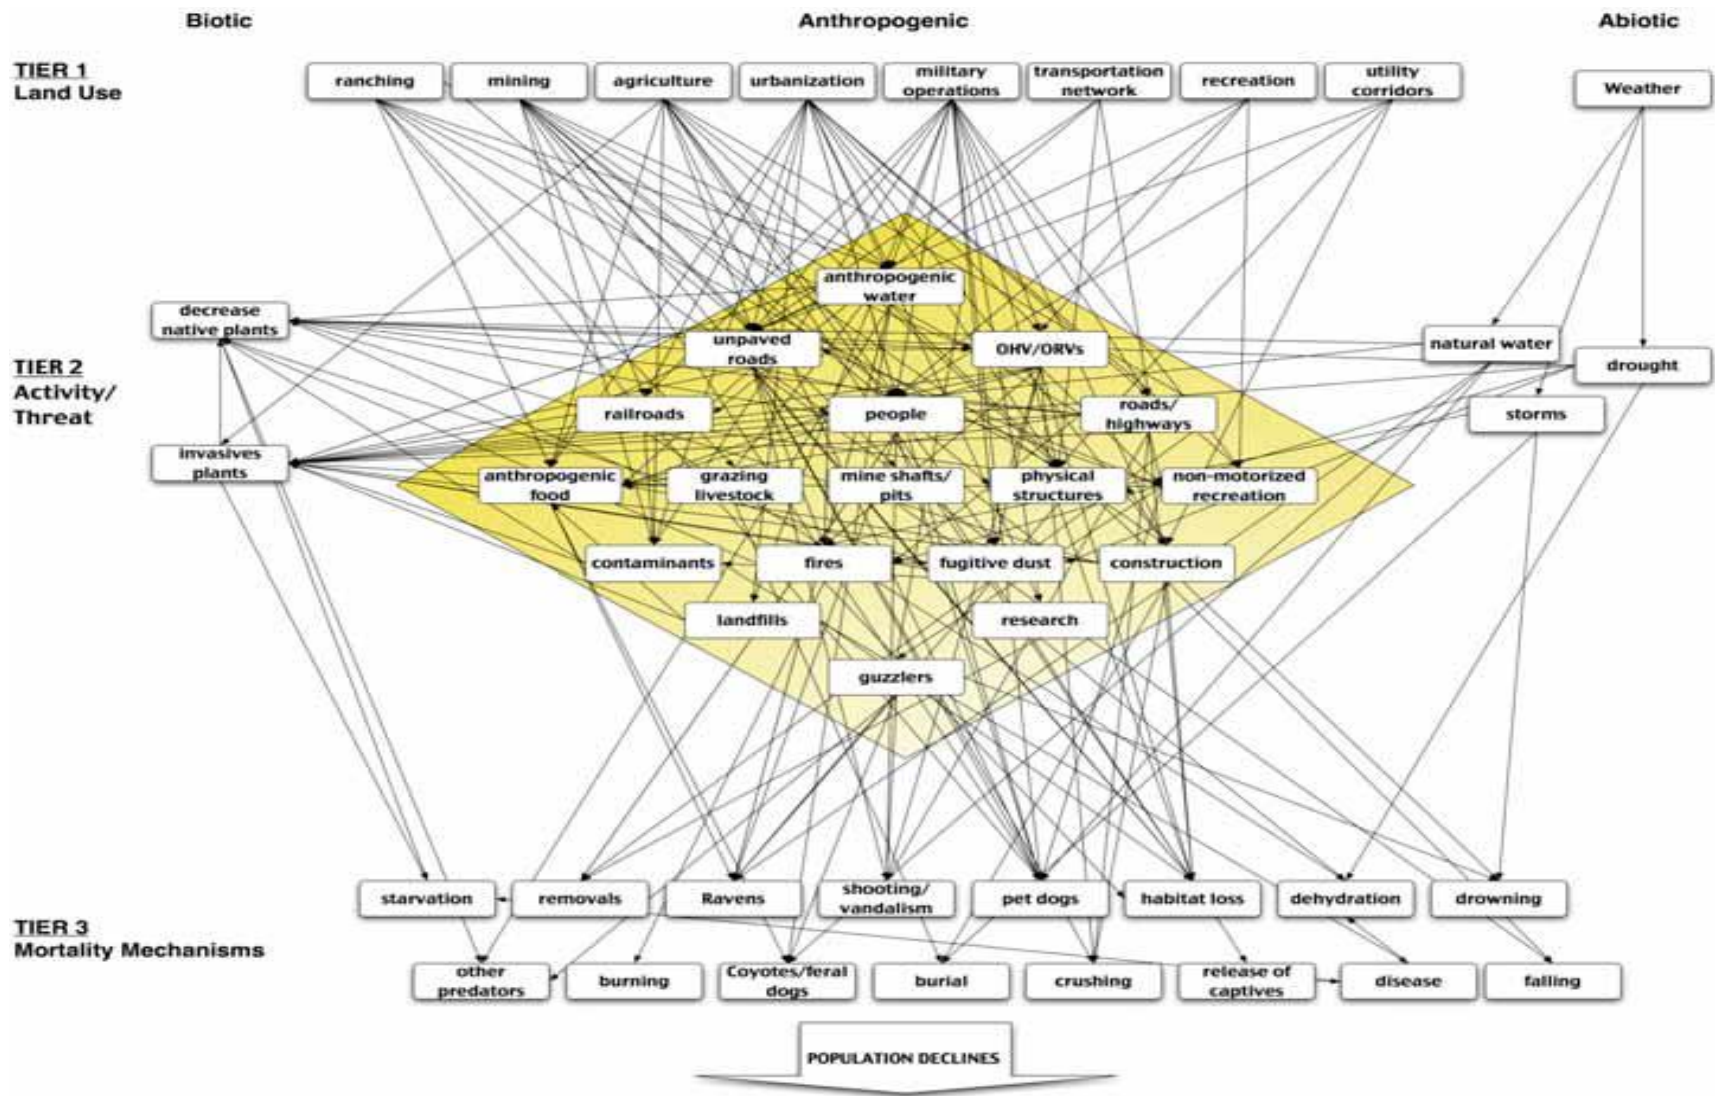 Biotic
Anthropogenic
Abiotic
TIER 1
Land Use
ranching
mining
agriculture
urbanization
military
operations
transportation
network
recreation
utility
corridors
Weather
TIER 2
Activity/
Threat
decrease
native plants
invasives
plants
anthropogenic
water
unpaved
roads
OHV/ORVs
railroads
people
roads/
highways
anthropogenic
food
grazing
livestock
mine shafts/
pits
physical
structures
non-motorized
recreation
contaminants
fires
fugitive dust
construction
landfills
research
guzzlers
natural water
drought
storms
TIER 3
Mortality Mechanisms
starvation
removals
Ravens
shooting/
vandalism
pet dogs
habitat loss
dehydration
drowning
other
predators
burning
Coyotes/feral
dogs
burial
crushing
release of
captives
disease
falling
POPULATION DECLINES